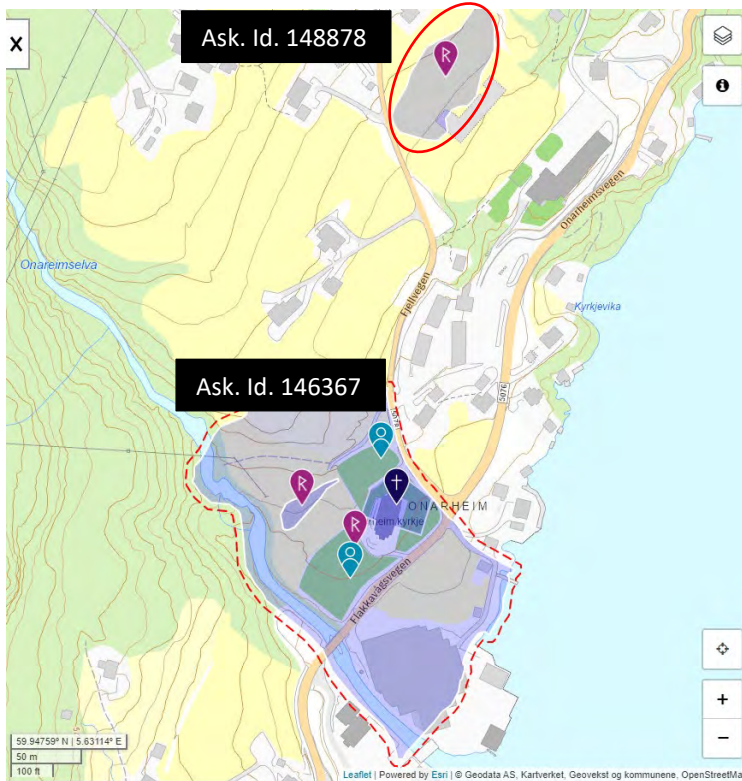 X
Ask. Id. 148878
Onarheimsvegen
Onareimselva
Fjellvegen
Kyrkjevika
Ask. Id. 146367
5076
ONARHEIM
heim kyrkje
Flakkavågsvegen
+
−
59.94759° N | 5.63114° E
50 m
100 ft
Leaflet | Powered by Esri | © Geodata AS, Kartverket, Geovekst og kommunene, OpenStreetMa